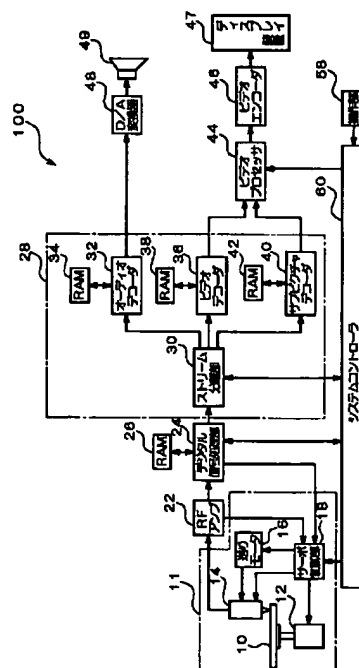 100
49
48
D/A
変換器
47
ディスプレイ
装置
46
ビデオ
エンコーダ
44
ビデオ
プロセッサ
58
操作部
28
34
RAM
32
オーディオ
デコーダ
38
RAM
36
ビデオ
デコーダ
42
RAM
40
サブピクチャ
デコーダ
30
ストリーム
分離部
26
RAM
24
デジタル
信号処理部
22
RF
アンプ
11
14
16
送り
モータ
18
サーボ
制御部
10
12
60
システムコントローラ